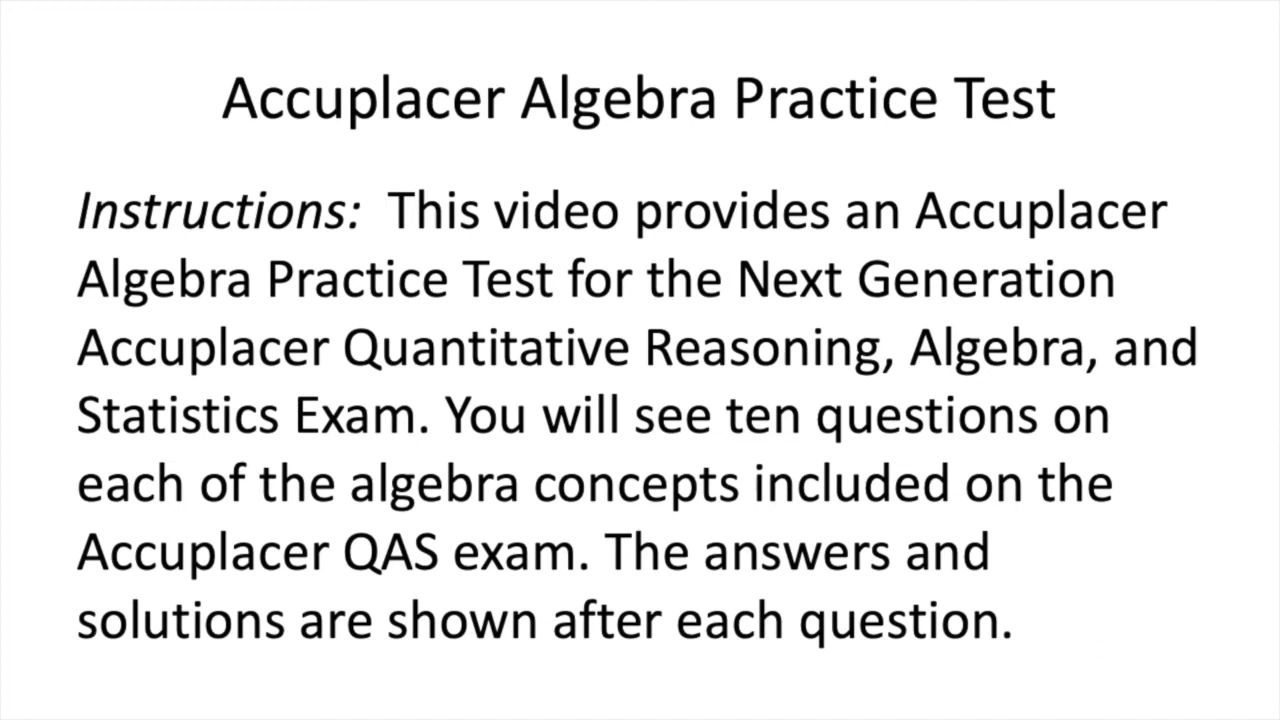 Accuplacer Algebra Practice Test
Instructions:  This video provides an Accuplacer
Algebra Practice Test for the Next Generation
Accuplacer Quantitative Reasoning, Algebra, and
Statistics Exam. You will see ten questions on
each of the algebra concepts included on the
Accuplacer QAS exam. The answers and
solutions are shown after each question.